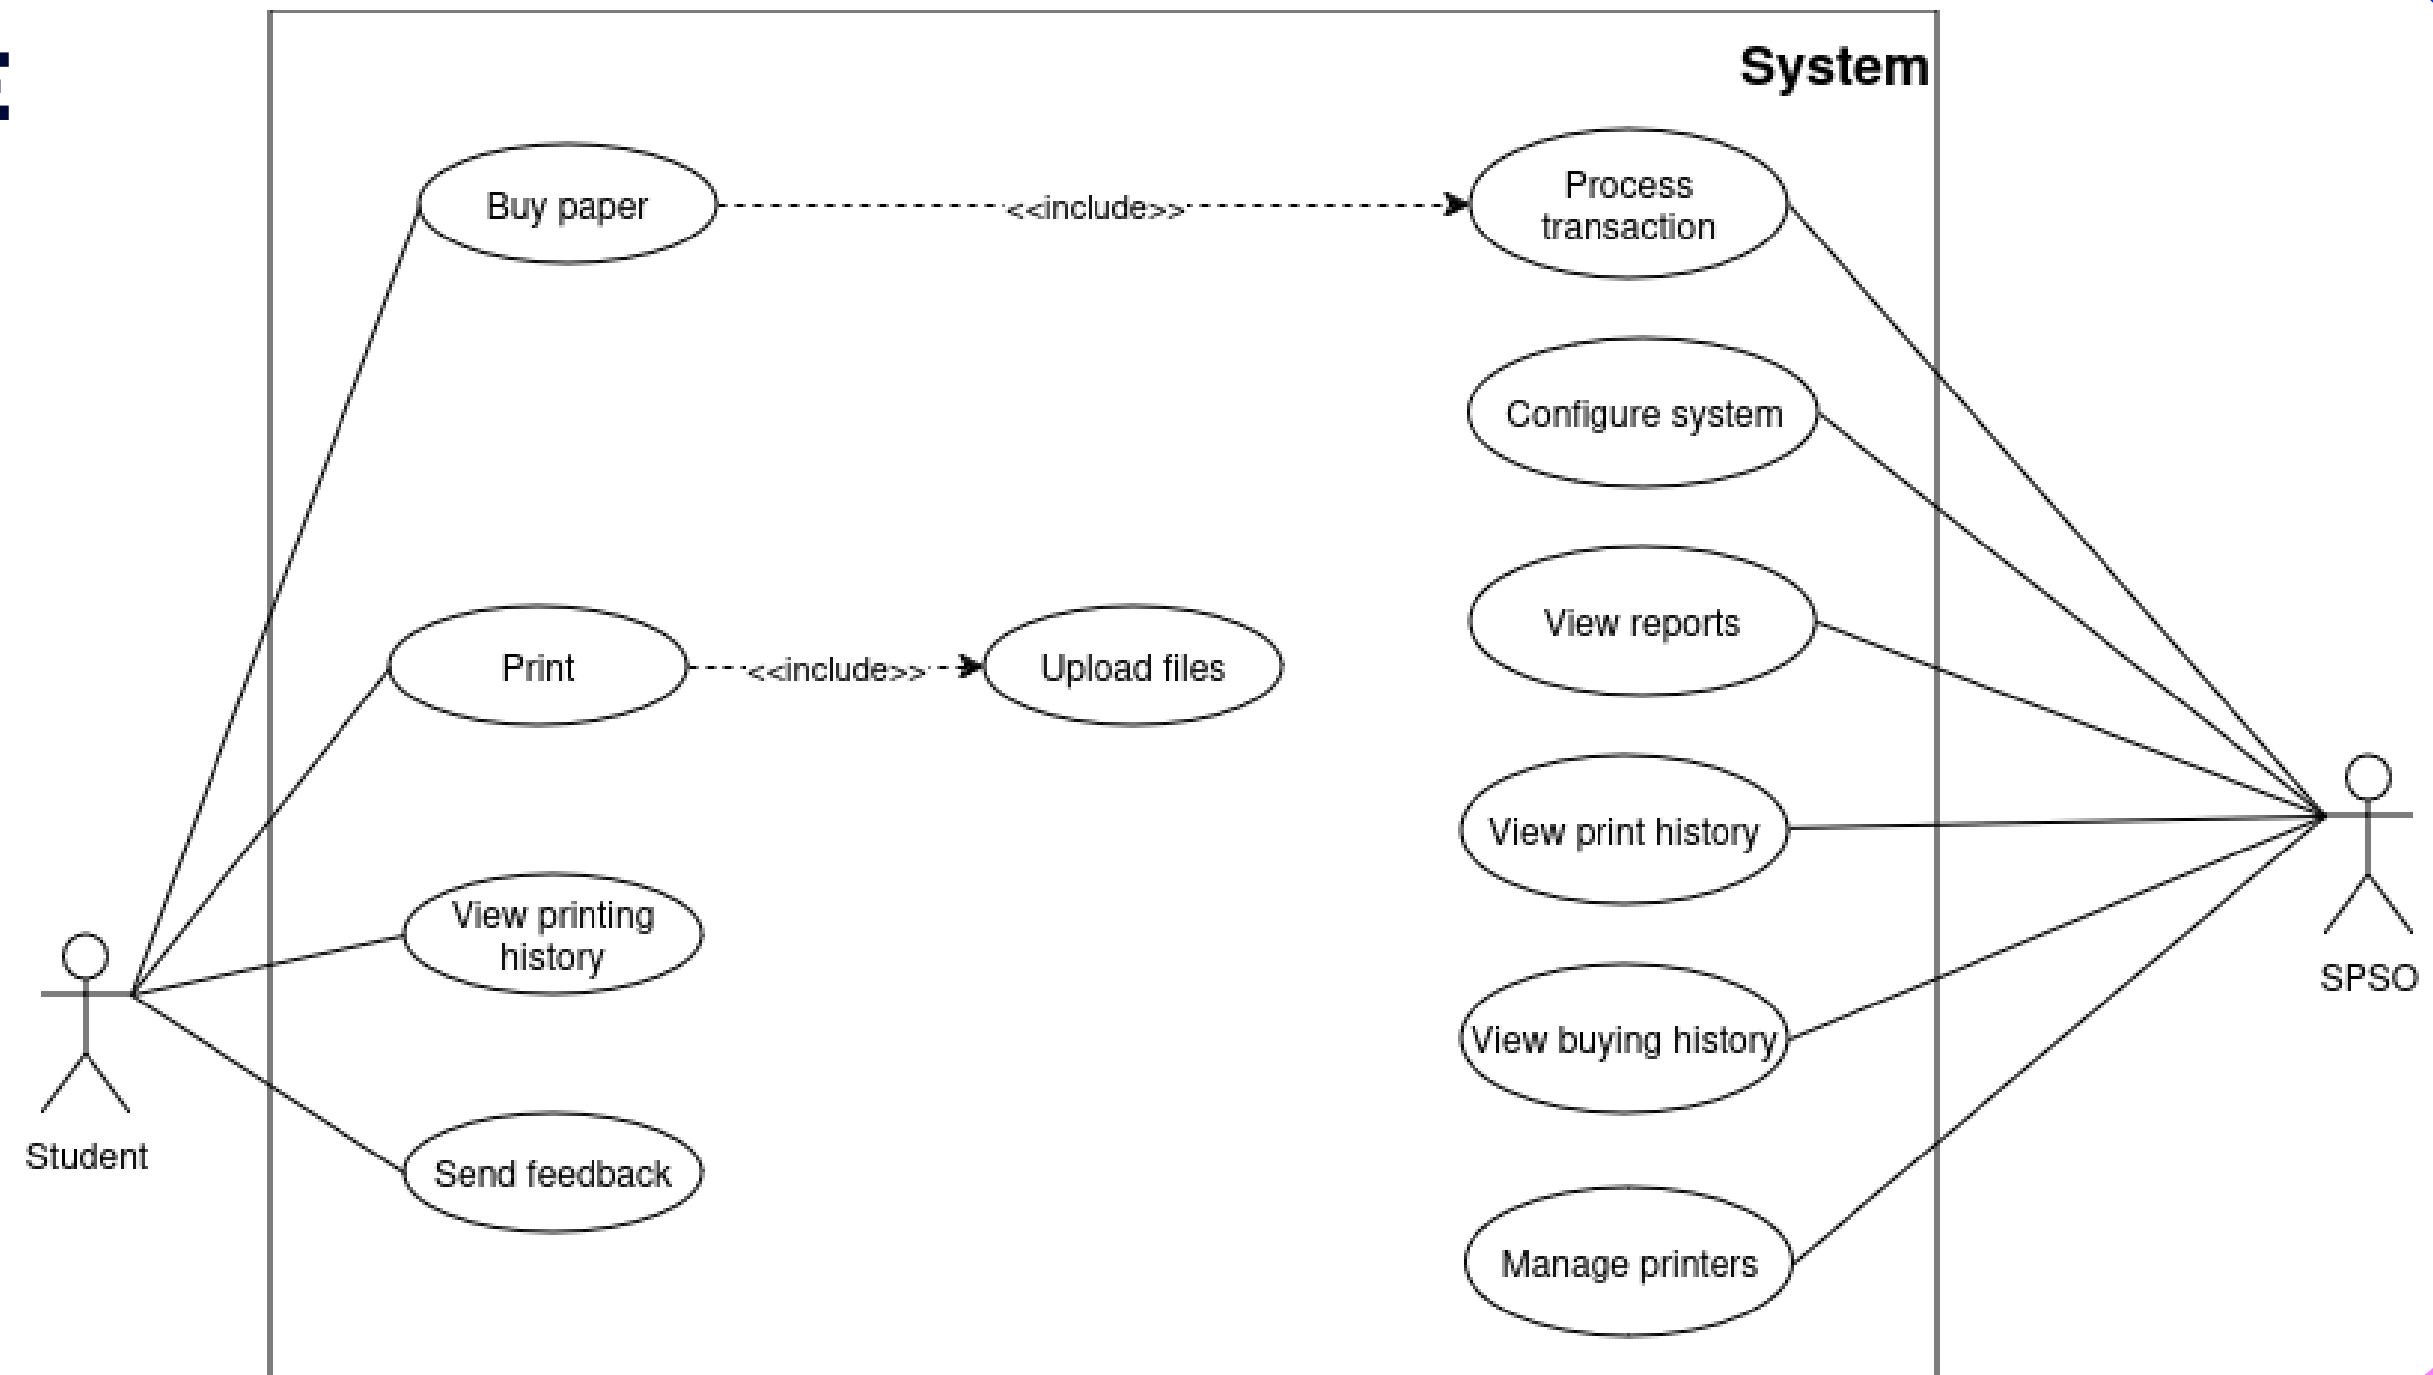 System
Buy paper
<<include>>
Process
transaction
Configure system
View reports
Print
<<include>>
Upload files
View print history
View printing
history
SPSO
View buying history
Student
Send feedback
Manage printers